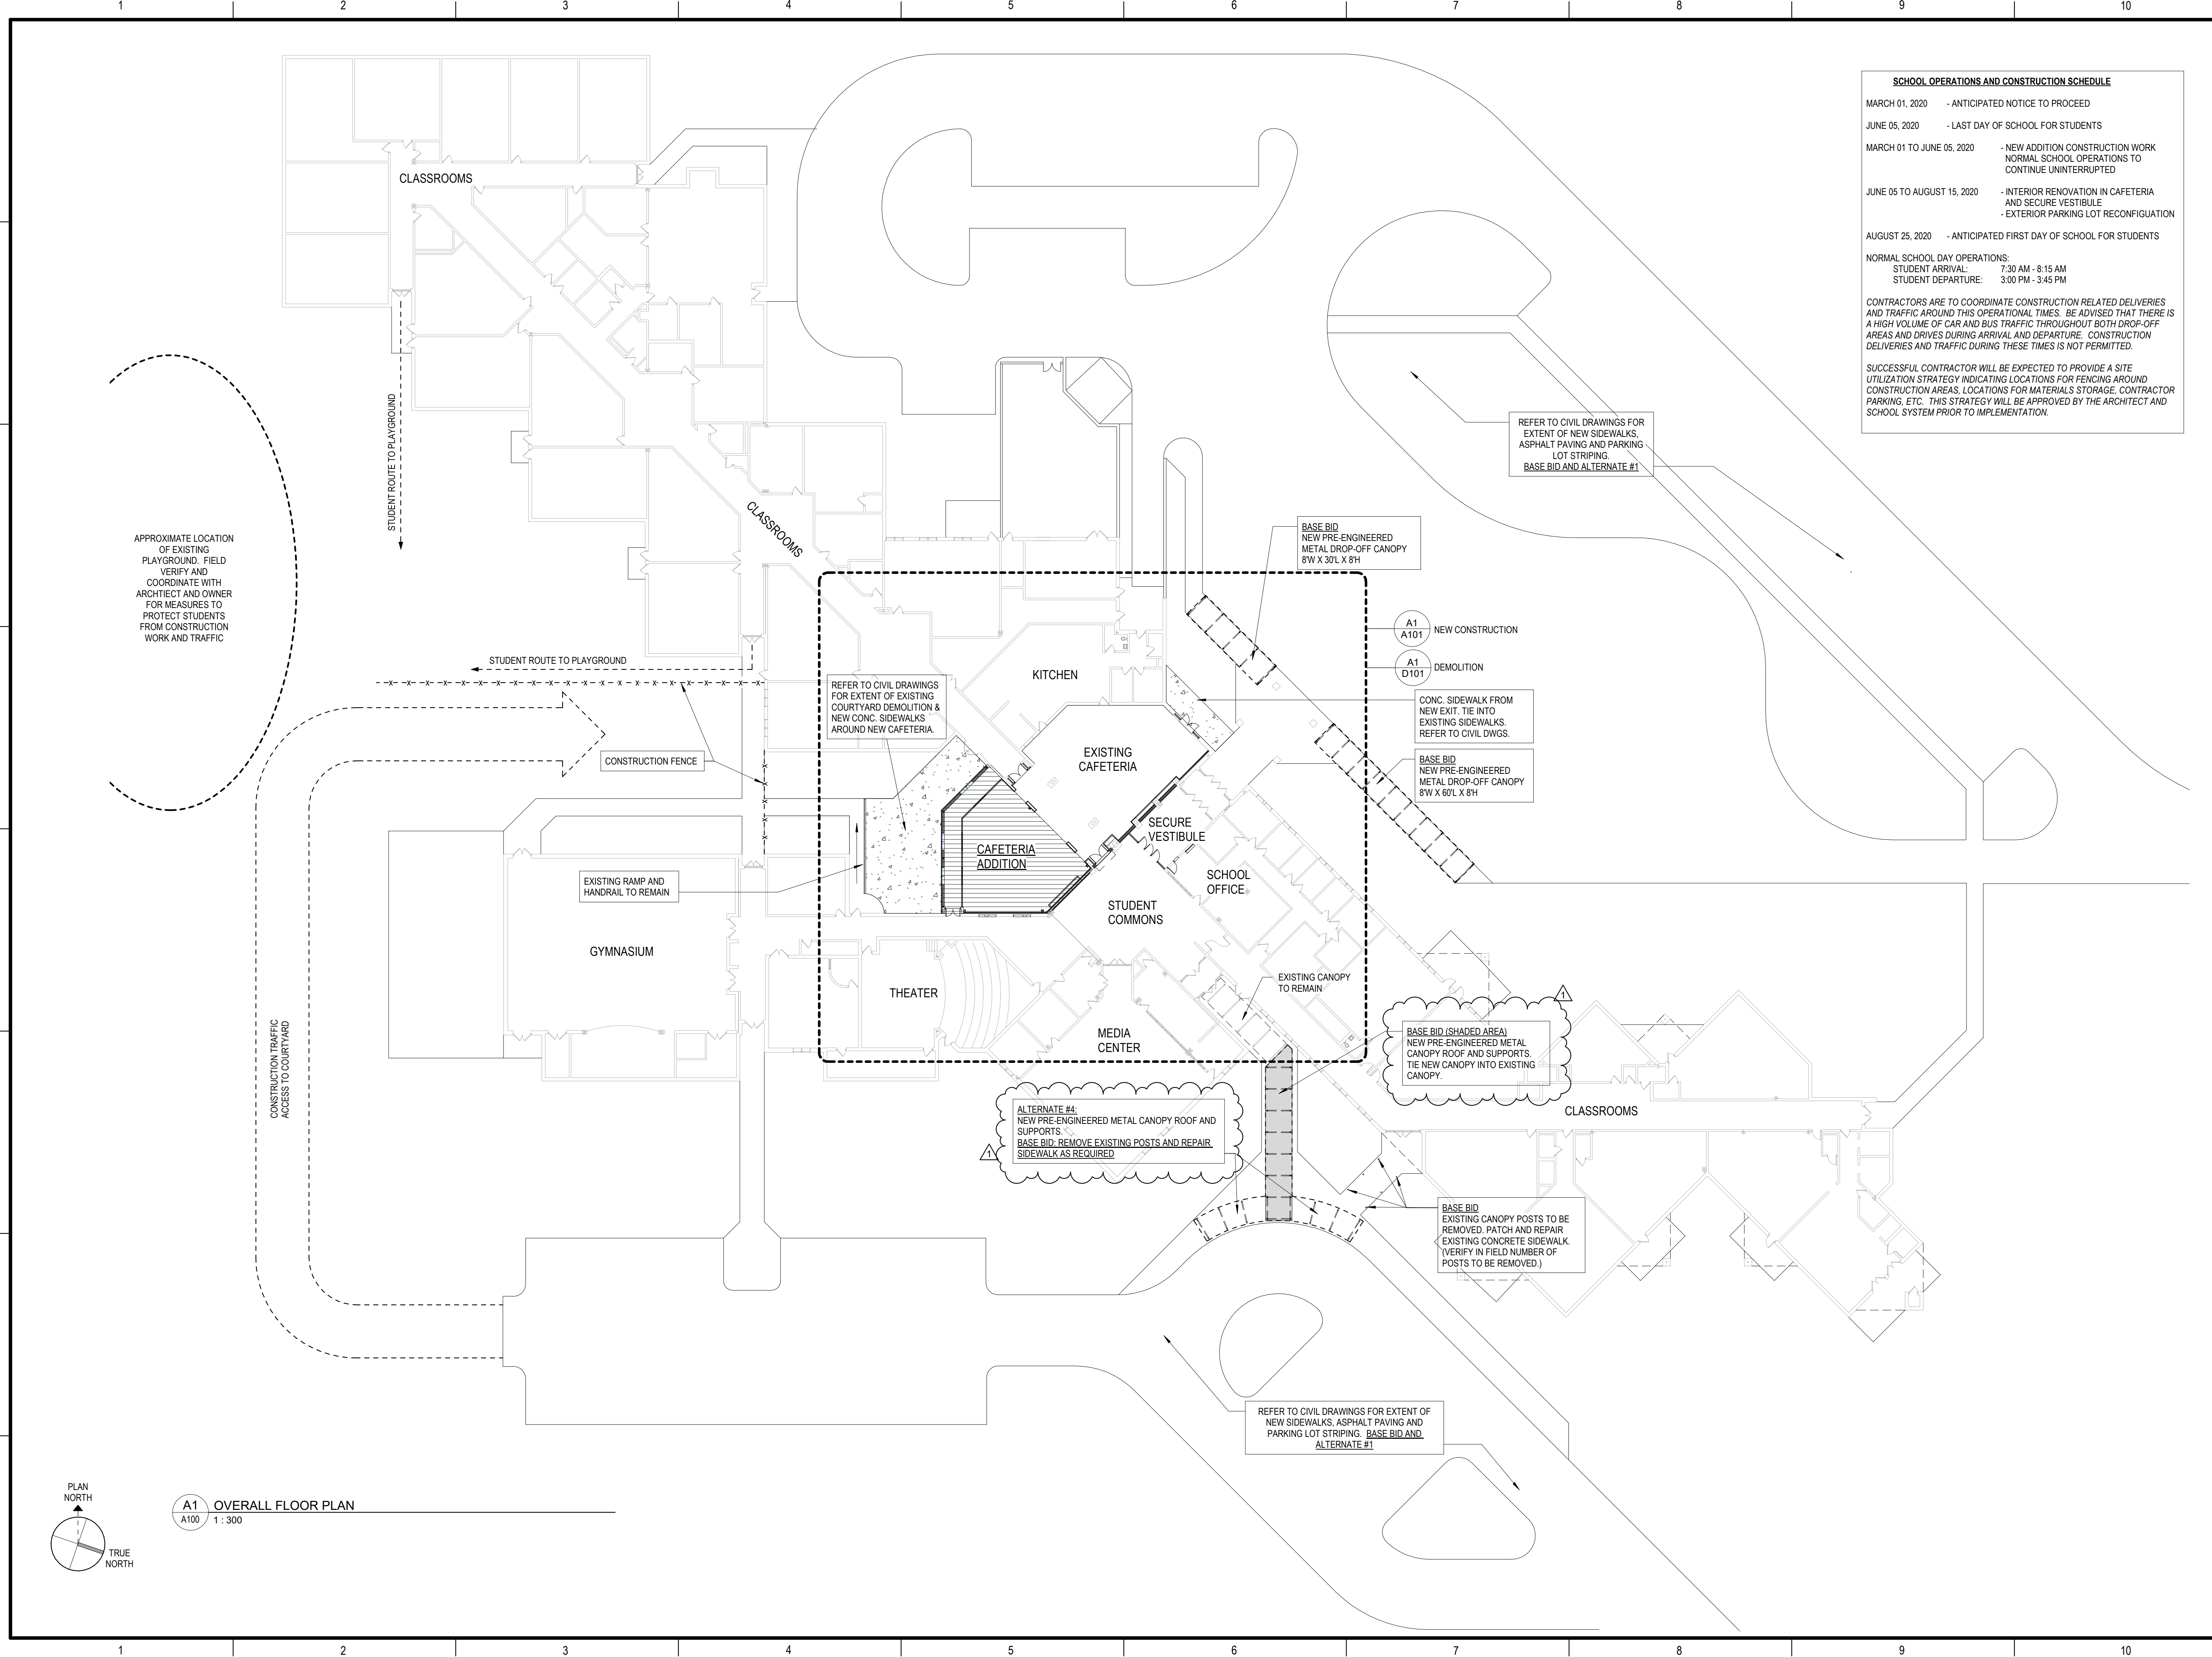 1 2 3 4 5 6 7 8 9 10
SCHOOL OPERATIONS AND CONSTRUCTION SCHEDULE
MARCH 01, 2020 - ANTICIPATED NOTICE TO PROCEED
JUNE 05, 2020 - LAST DAY OF SCHOOL FOR STUDENTS
MARCH 01 TO JUNE 05, 2020 - NEW ADDITION CONSTRUCTION WORK
NORMAL SCHOOL OPERATIONS TO
CONTINUE UNINTERRUPTED
JUNE 05 TO AUGUST 15, 2020 - INTERIOR RENOVATION IN CAFETERIA
AND SECURE VESTIBULE
- EXTERIOR PARKING LOT RECONFIGUATION
AUGUST 25, 2020 - ANTICIPATED FIRST DAY OF SCHOOL FOR STUDENTS
NORMAL SCHOOL DAY OPERATIONS:
STUDENT ARRIVAL: 7:30 AM - 8:15 AM
STUDENT DEPARTURE: 3:00 PM - 3:45 PM
CONTRACTORS ARE TO COORDINATE CONSTRUCTION RELATED DELIVERIES
AND TRAFFIC AROUND THIS OPERATIONAL TIMES. BE ADVISED THAT THERE IS
A HIGH VOLUME OF CAR AND BUS TRAFFIC THROUGHOUT BOTH DROP-OFF
AREAS AND DRIVES DURING ARRIVAL AND DEPARTURE. CONSTRUCTION
DELIVERIES AND TRAFFIC DURING THESE TIMES IS NOT PERMITTED.
SUCCESSFUL CONTRACTOR WILL BE EXPECTED TO PROVIDE A SITE
UTILIZATION STRATEGY INDICATING LOCATIONS FOR FENCING AROUND
CONSTRUCTION AREAS, LOCATIONS FOR MATERIALS STORAGE, CONTRACTOR
PARKING, ETC. THIS STRATEGY WILL BE APPROVED BY THE ARCHITECT AND
SCHOOL SYSTEM PRIOR TO IMPLEMENTATION.
CLASSROOMS
STUDENT ROUTE TO PLAYGROUND
REFER TO CIVIL DRAWINGS FOR
EXTENT OF NEW SIDEWALKS,
ASPHALT PAVING AND PARKING
LOT STRIPING.
BASE BID AND ALTERNATE #1
APPROXIMATE LOCATION
OF EXISTING
PLAYGROUND. FIELD
VERIFY AND
COORDINATE WITH
ARCHTIECT AND OWNER
FOR MEASURES TO
PROTECT STUDENTS
FROM CONSTRUCTION
WORK AND TRAFFIC
CLASSROOMS
BASE BID
NEW PRE-ENGINEERED
METAL DROP-OFF CANOPY
8'W X 30'L X 8'H
A1
A101
NEW CONSTRUCTION
A1
D101
DEMOLITION
STUDENT ROUTE TO PLAYGROUND
KITCHEN
REFER TO CIVIL DRAWINGS
FOR EXTENT OF EXISTING
COURTYARD DEMOLITION &
NEW CONC. SIDEWALKS
AROUND NEW CAFETERIA.
CONC. SIDEWALK FROM
NEW EXIT. TIE INTO
EXISTING SIDEWALKS.
REFER TO CIVIL DWGS.
CONSTRUCTION FENCE
EXISTING
CAFETERIA
BASE BID
NEW PRE-ENGINEERED
METAL DROP-OFF CANOPY
8'W X 60'L X 8'H
SECURE
VESTIBULE
CAFETERIA
ADDITION
EXISTING RAMP AND
HANDRAIL TO REMAIN
SCHOOL
OFFICE
STUDENT
COMMONS
GYMNASIUM
THEATER
EXISTING CANOPY
TO REMAIN
MEDIA
CENTER
1
BASE BID (SHADED AREA)
NEW PRE-ENGINEERED METAL
CANOPY ROOF AND SUPPORTS.
TIE NEW CANOPY INTO EXISTING
CANOPY.
CONSTRUCTION TRAFFIC
ACCESS TO COURTYARD
ALTERNATE #4:
NEW PRE-ENGINEERED METAL CANOPY ROOF AND
SUPPORTS.
BASE BID: REMOVE EXISTING POSTS AND REPAIR
SIDEWALK AS REQUIRED
1
CLASSROOMS
BASE BID
EXISTING CANOPY POSTS TO BE
REMOVED. PATCH AND REPAIR
EXISTING CONCRETE SIDEWALK.
(VERIFY IN FIELD NUMBER OF
POSTS TO BE REMOVED.)
REFER TO CIVIL DRAWINGS FOR EXTENT OF
NEW SIDEWALKS, ASPHALT PAVING AND
PARKING LOT STRIPING. BASE BID AND
ALTERNATE #1
PLAN
NORTH
TRUE
NORTH
A1
A100
OVERALL FLOOR PLAN
1 : 300
1 2 3 4 5 6 7 8 9 10